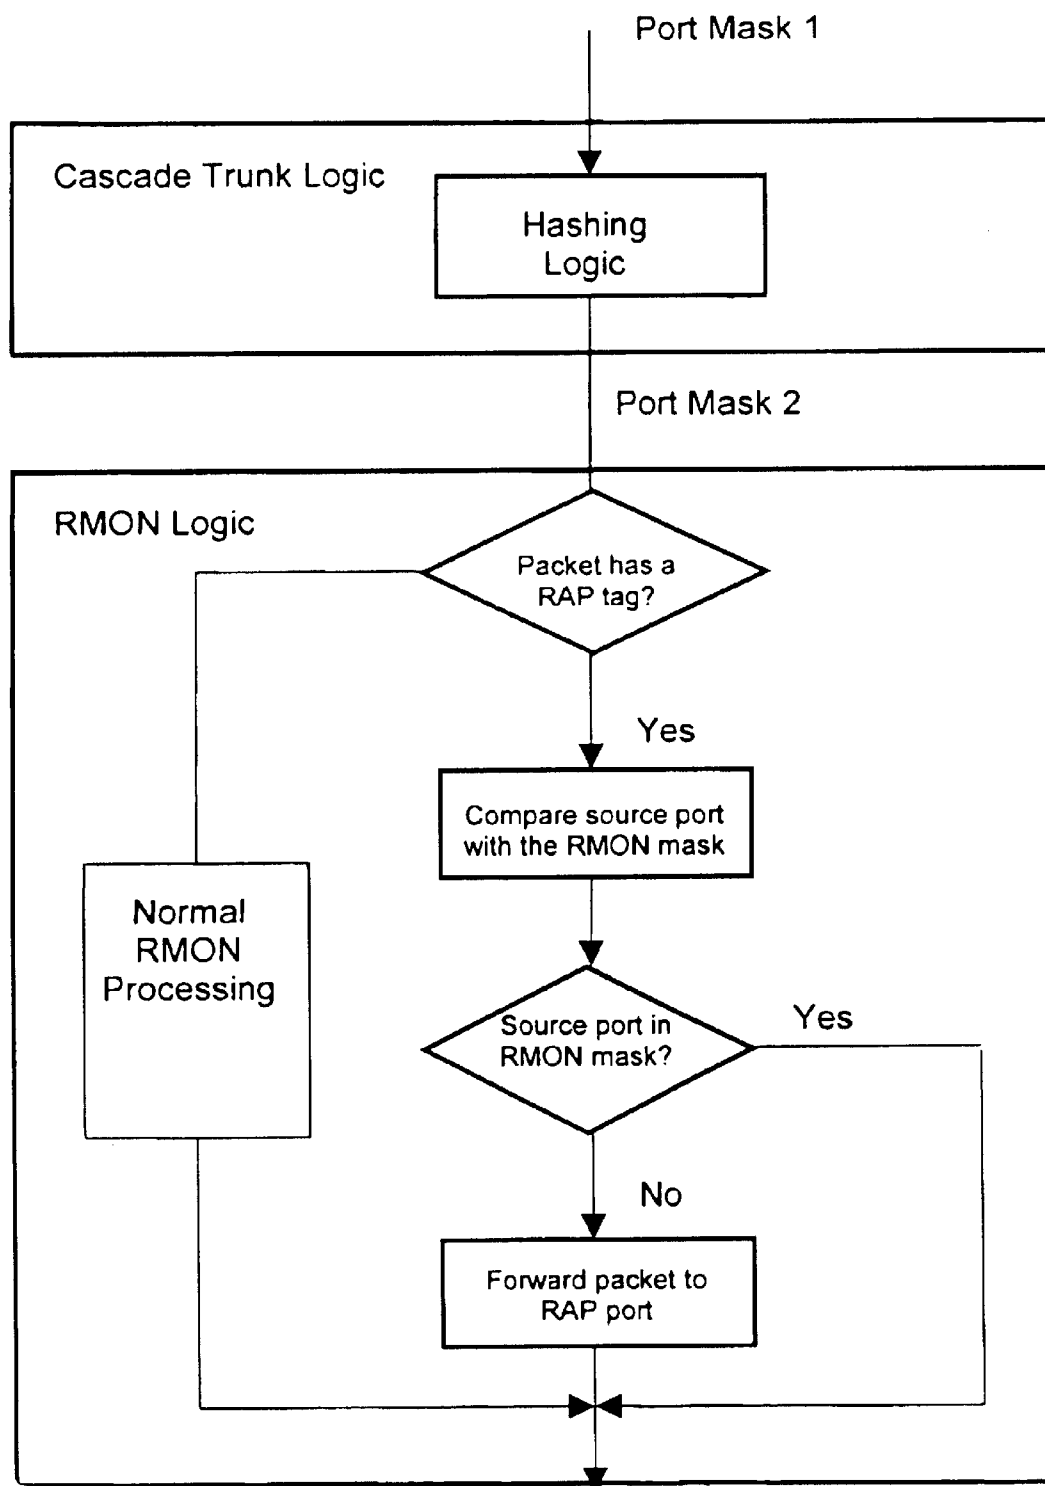 Port Mask 1
Cascade Trunk Logic
Hashing
Logic
Port Mask 2
RMON Logic
Packet has a
RAP tag?
Yes
Compare source port
with the RMON mask
Normal
RMON
Processing
Source port in
RMON mask?
Yes
No
Forward packet to
RAP port